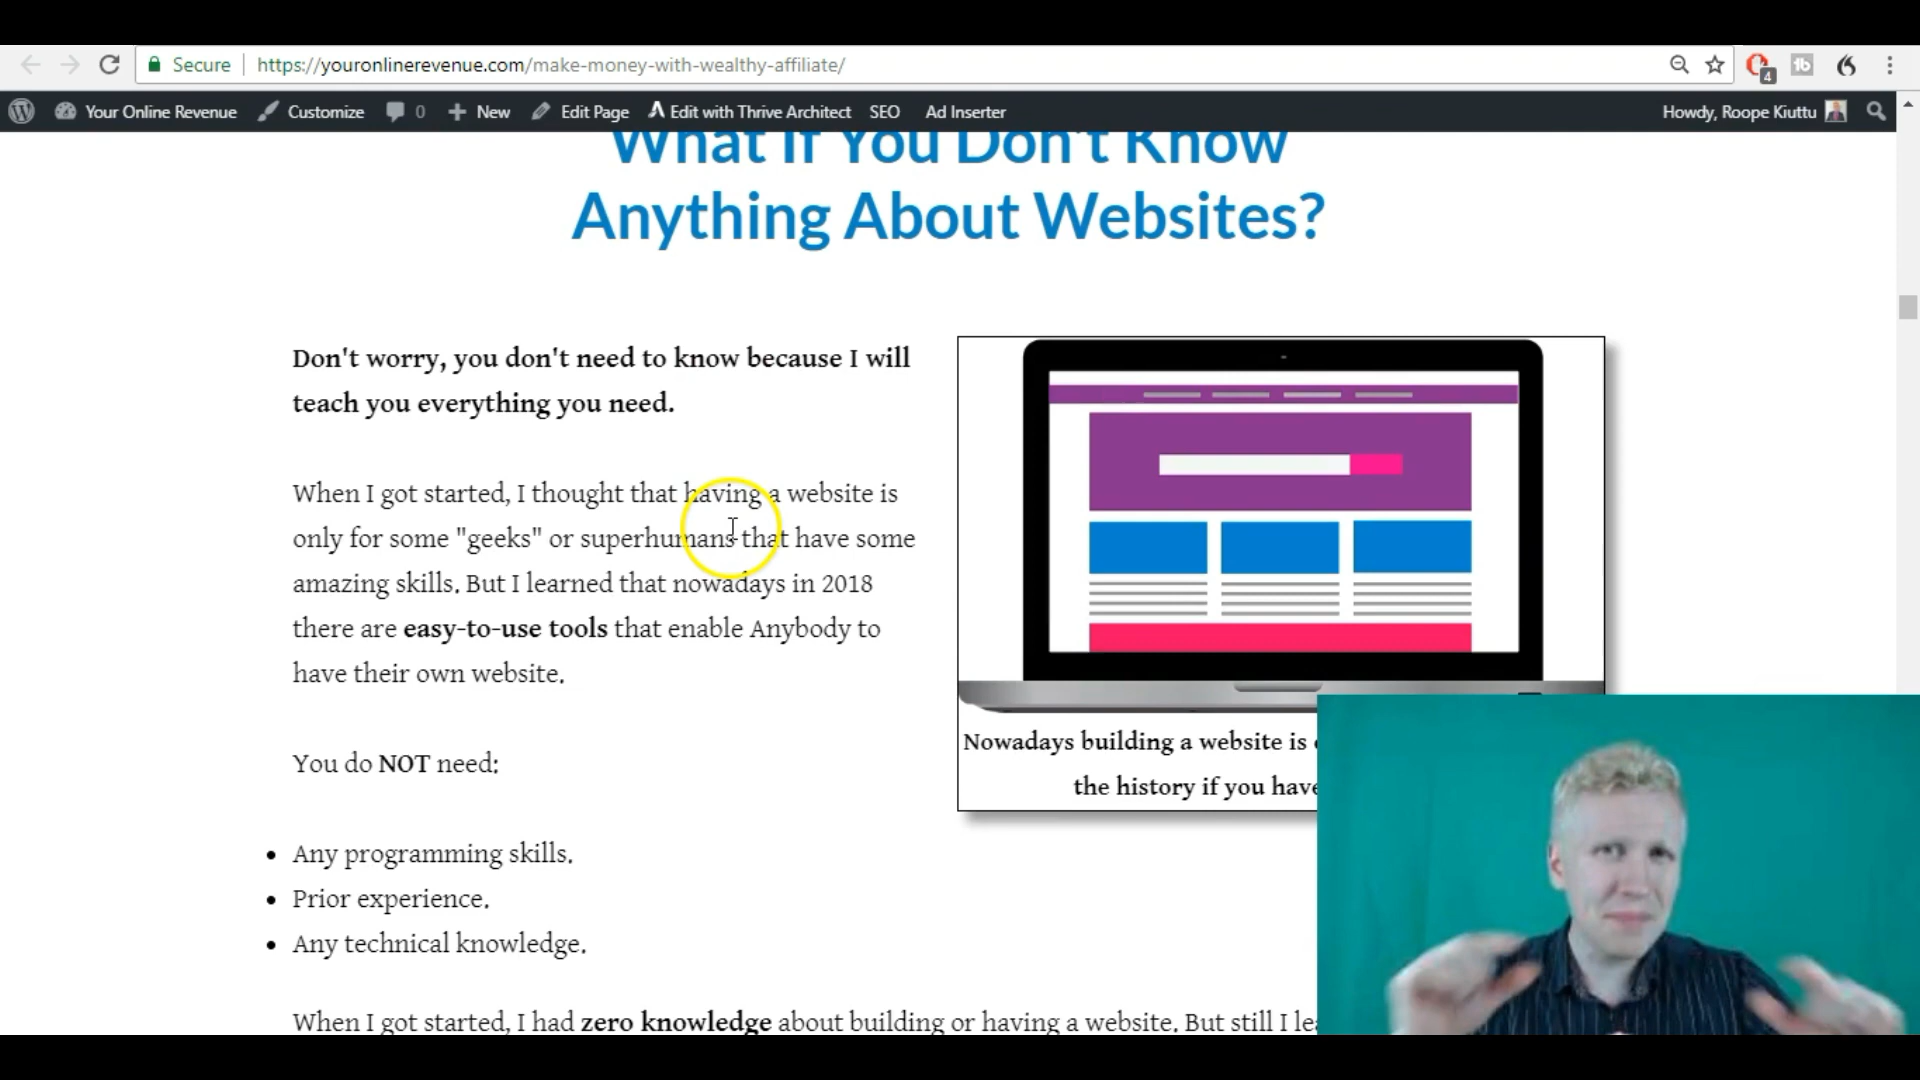 Secure
https://youronlinerevenue.com/make-money-with-wealthy-affiliate/
4
Your Online Revenue
Customize
0
New
Edit Page
Edit with Thrive Architect
SEO
Ad Inserter
Howdy, Roope Kiuttu
What If You Don't Know
Anything About Websites?
Don't worry, you don't need to know because I will
teach you everything you need.
When I got started, I thought that having a website is
only for some "geeks" or superhumans that have some
amazing skills. But I learned that nowadays in 2018
there are easy-to-use tools that enable Anybody to
have their own website.
Nowadays building a website is
the history if you have
You do NOT need:
Any programming skills.
Prior experience.
Any technical knowledge.
When I got started, I had zero knowledge about building or having a website. But still I